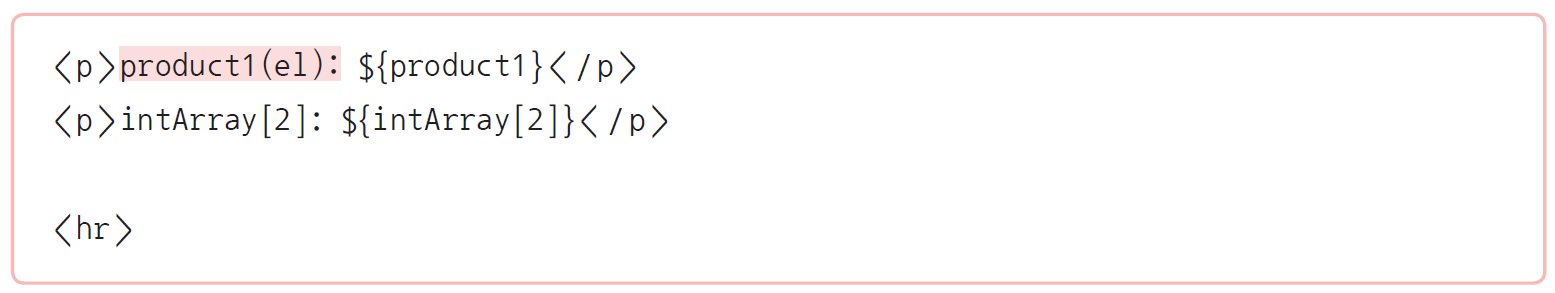 <p>product1(el): ${product1}</p>
<p>intArray[2]: ${intArray[2]}</p>
<hr>